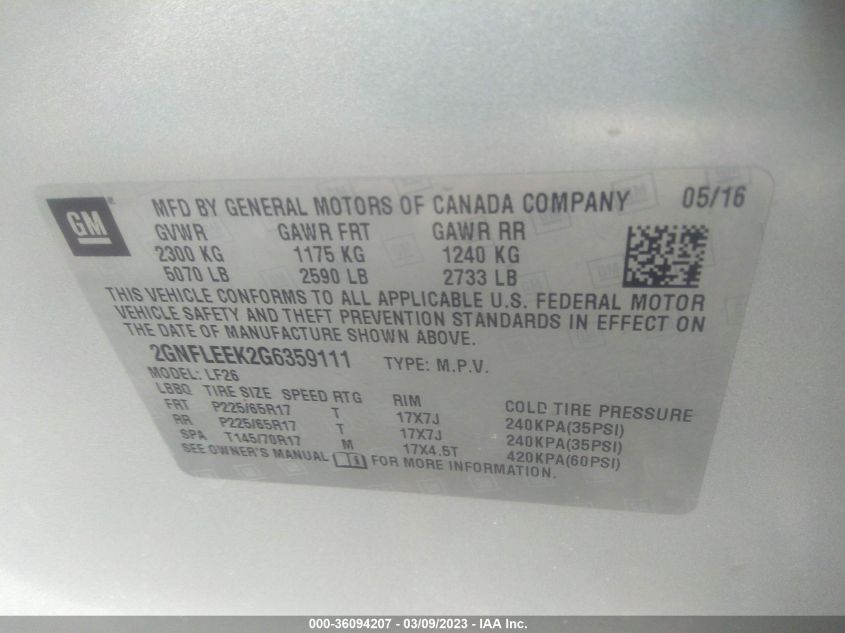 GM
MFD BY GENERAL MOTORS OF CANADA COMPANY 05/16
GVWR GAWR FRT GAWR RR
2300 KG 1175 KG 1240 KG
5070 LB 2590 LB 2733 LB
THIS VEHICLE CONFORMS TO ALL APPLICABLE U.S. FEDERAL MOTOR
VEHICLE SAFETY AND THEFT PREVENTION STANDARDS IN EFFECT ON
THE DATE OF MANUFACTURE SHOWN ABOVE.
2GNFLEEK2G6359111 TYPE: M.P.V.
MODEL: LF26
LBBQ TIRE SIZE SPEED RTG RIM COLD TIRE PRESSURE
FRT P225/65R17 T 17X7J 240KPA(35PSI)
RR P225/65R17 T 17X7J 240KPA(35PSI)
SPA T145/70R17 M 17X4.5T 420KPA(60PSI)
SEE OWNER'S MANUAL FOR MORE INFORMATION.
000-36094207 - 03/09/2023 - IAA Inc.